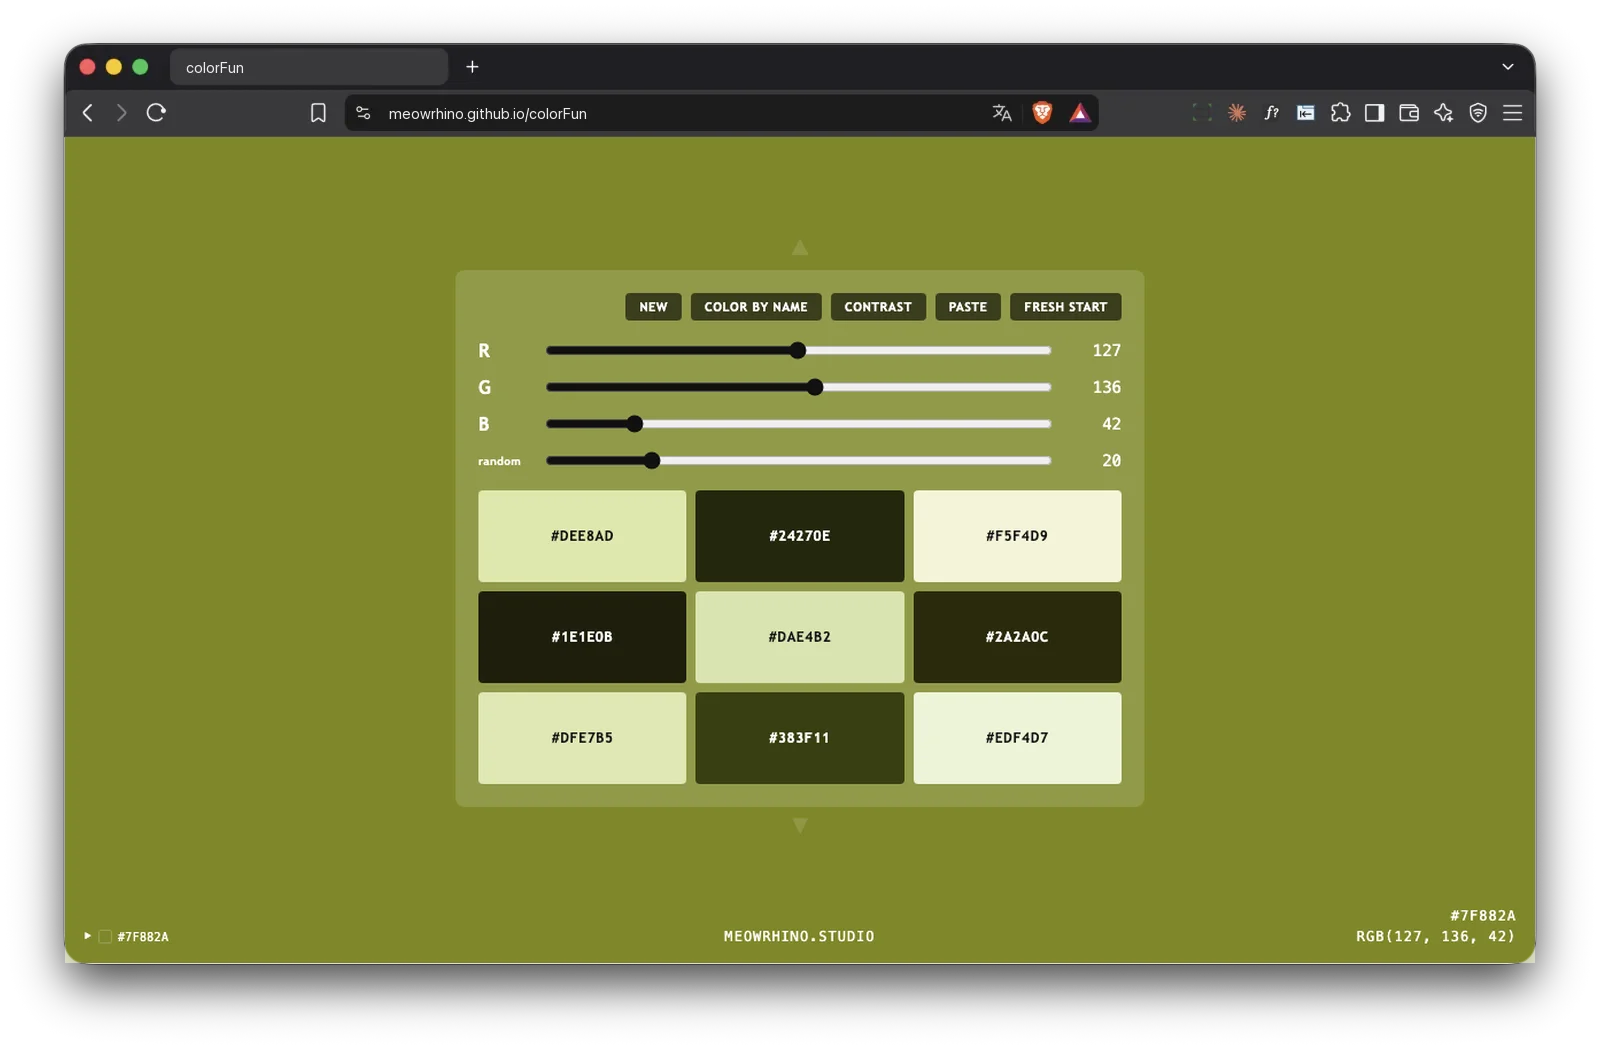 colorFun
meowrhino.github.io/colorFun
f?
NEW COLOR BY NAME CONTRAST PASTE FRESH START
R 127
G 136
B 42
random 20
#DEE8AD #24270E #F5F4D9
#1E1E0B #DAE4B2 #2A2A0C
#DFE7B5 #383F11 #EDF4D7
#7F882A
#7F882A MEOWRHINO.STUDIO RGB(127, 136, 42)